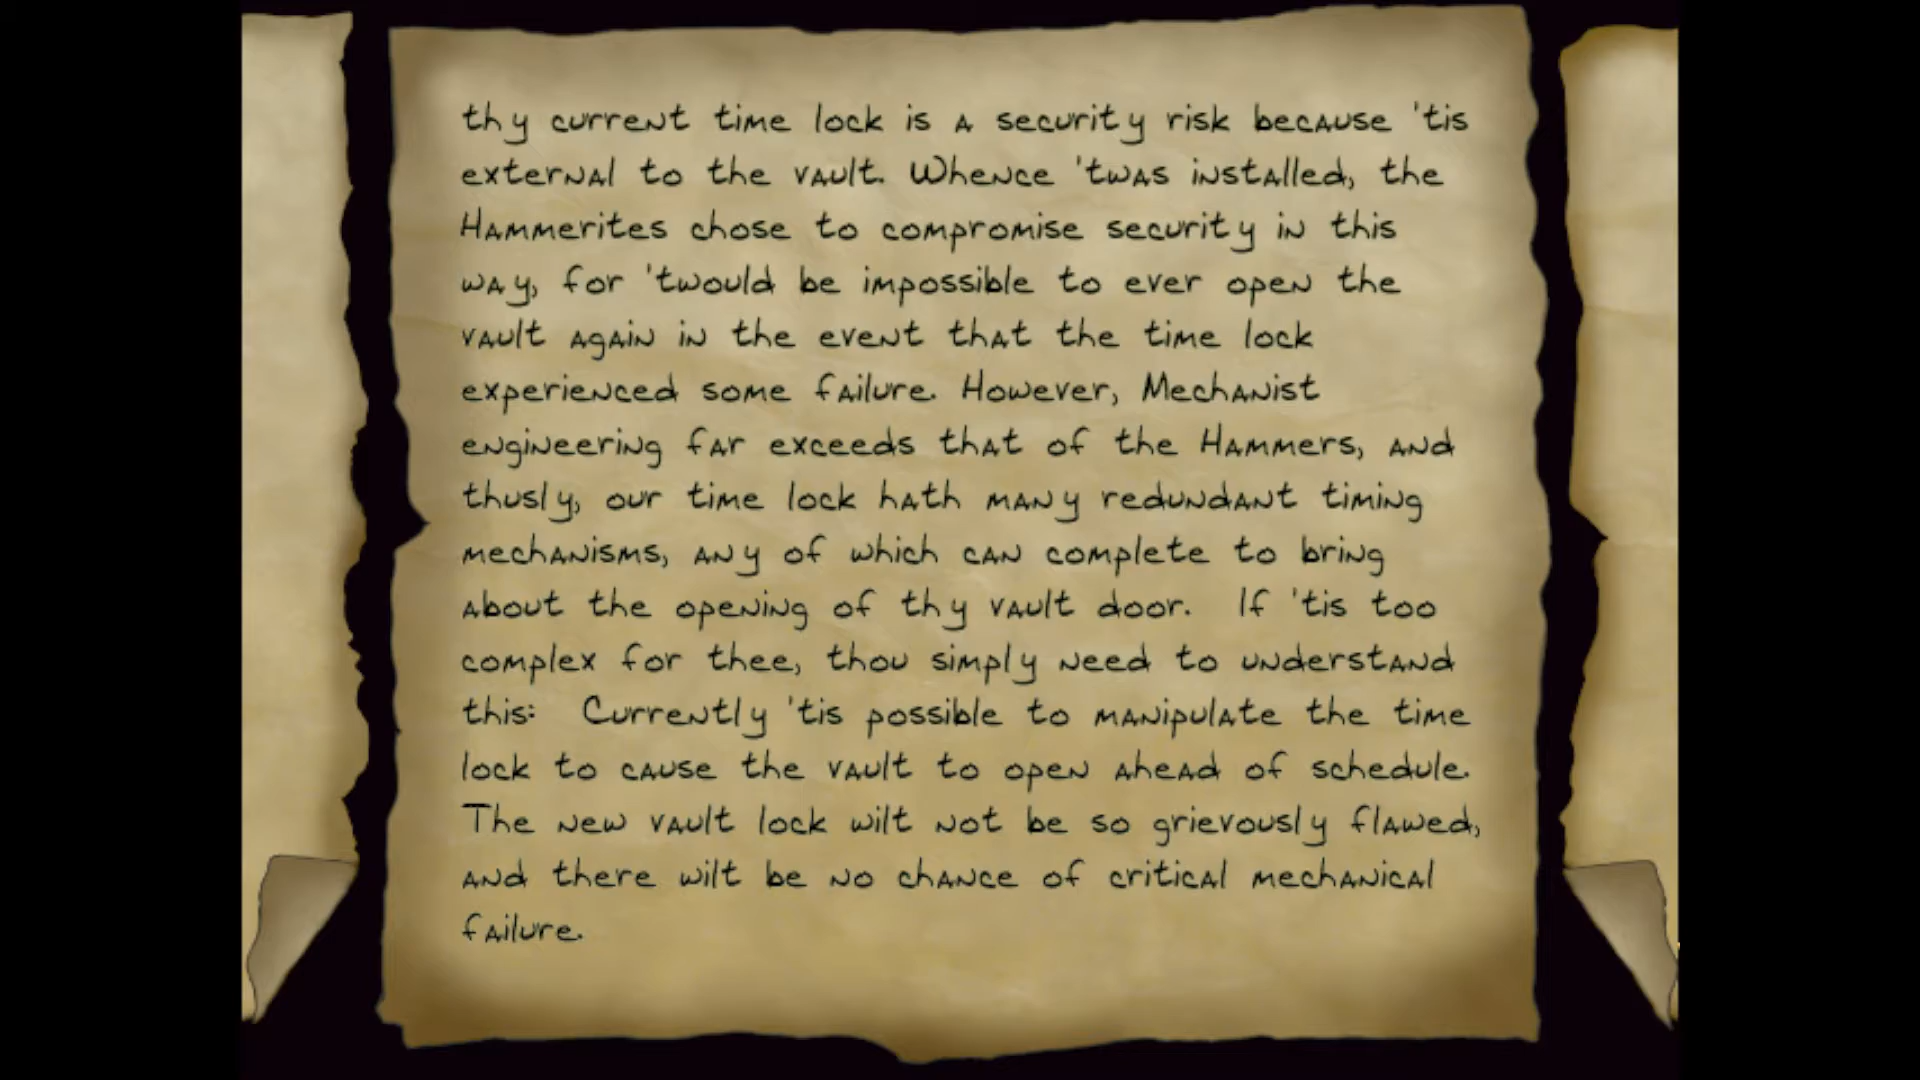 thy current time lock is a security risk because 'tis
external to the vault. Whence 'twas installed, the
Hammerites chose to compromise security in this
way, for 'twould be impossible to ever open the
vault again in the event that the time lock
experienced some failure. However, Mechanist
engineering far exceeds that of the Hammers, and
thusly, our time lock hath many redundant timing
mechanisms, any of which can complete to bring
about the opening of thy vault door.  If 'tis too
complex for thee, thou simply need to understand
this:  Currently 'tis possible to manipulate the time
lock to cause the vault to open ahead of schedule.
The new vault lock wilt not be so grievously flawed,
and there wilt be no chance of critical mechanical
failure.